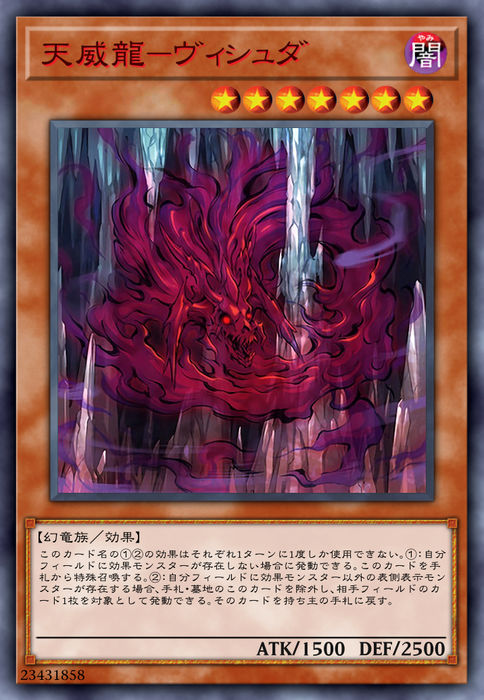 天威龍－ヴィシュダ
やみ
闇
【幻竜族／効果】
このカード名の①②の効果はそれぞれ1ターンに1度しか使用できない。①：自分
フィールドに効果モンスターが存在しない場合に発動できる。このカードを手
札から特殊召喚する。②：自分フィールドに効果モンスター以外の表側表示モン
スターが存在する場合、手札・墓地のこのカードを除外し、相手フィールドのカ
ード1枚を対象として発動できる。そのカードを持ち主の手札に戻す。
ATK/1500 DEF/2500
23431858